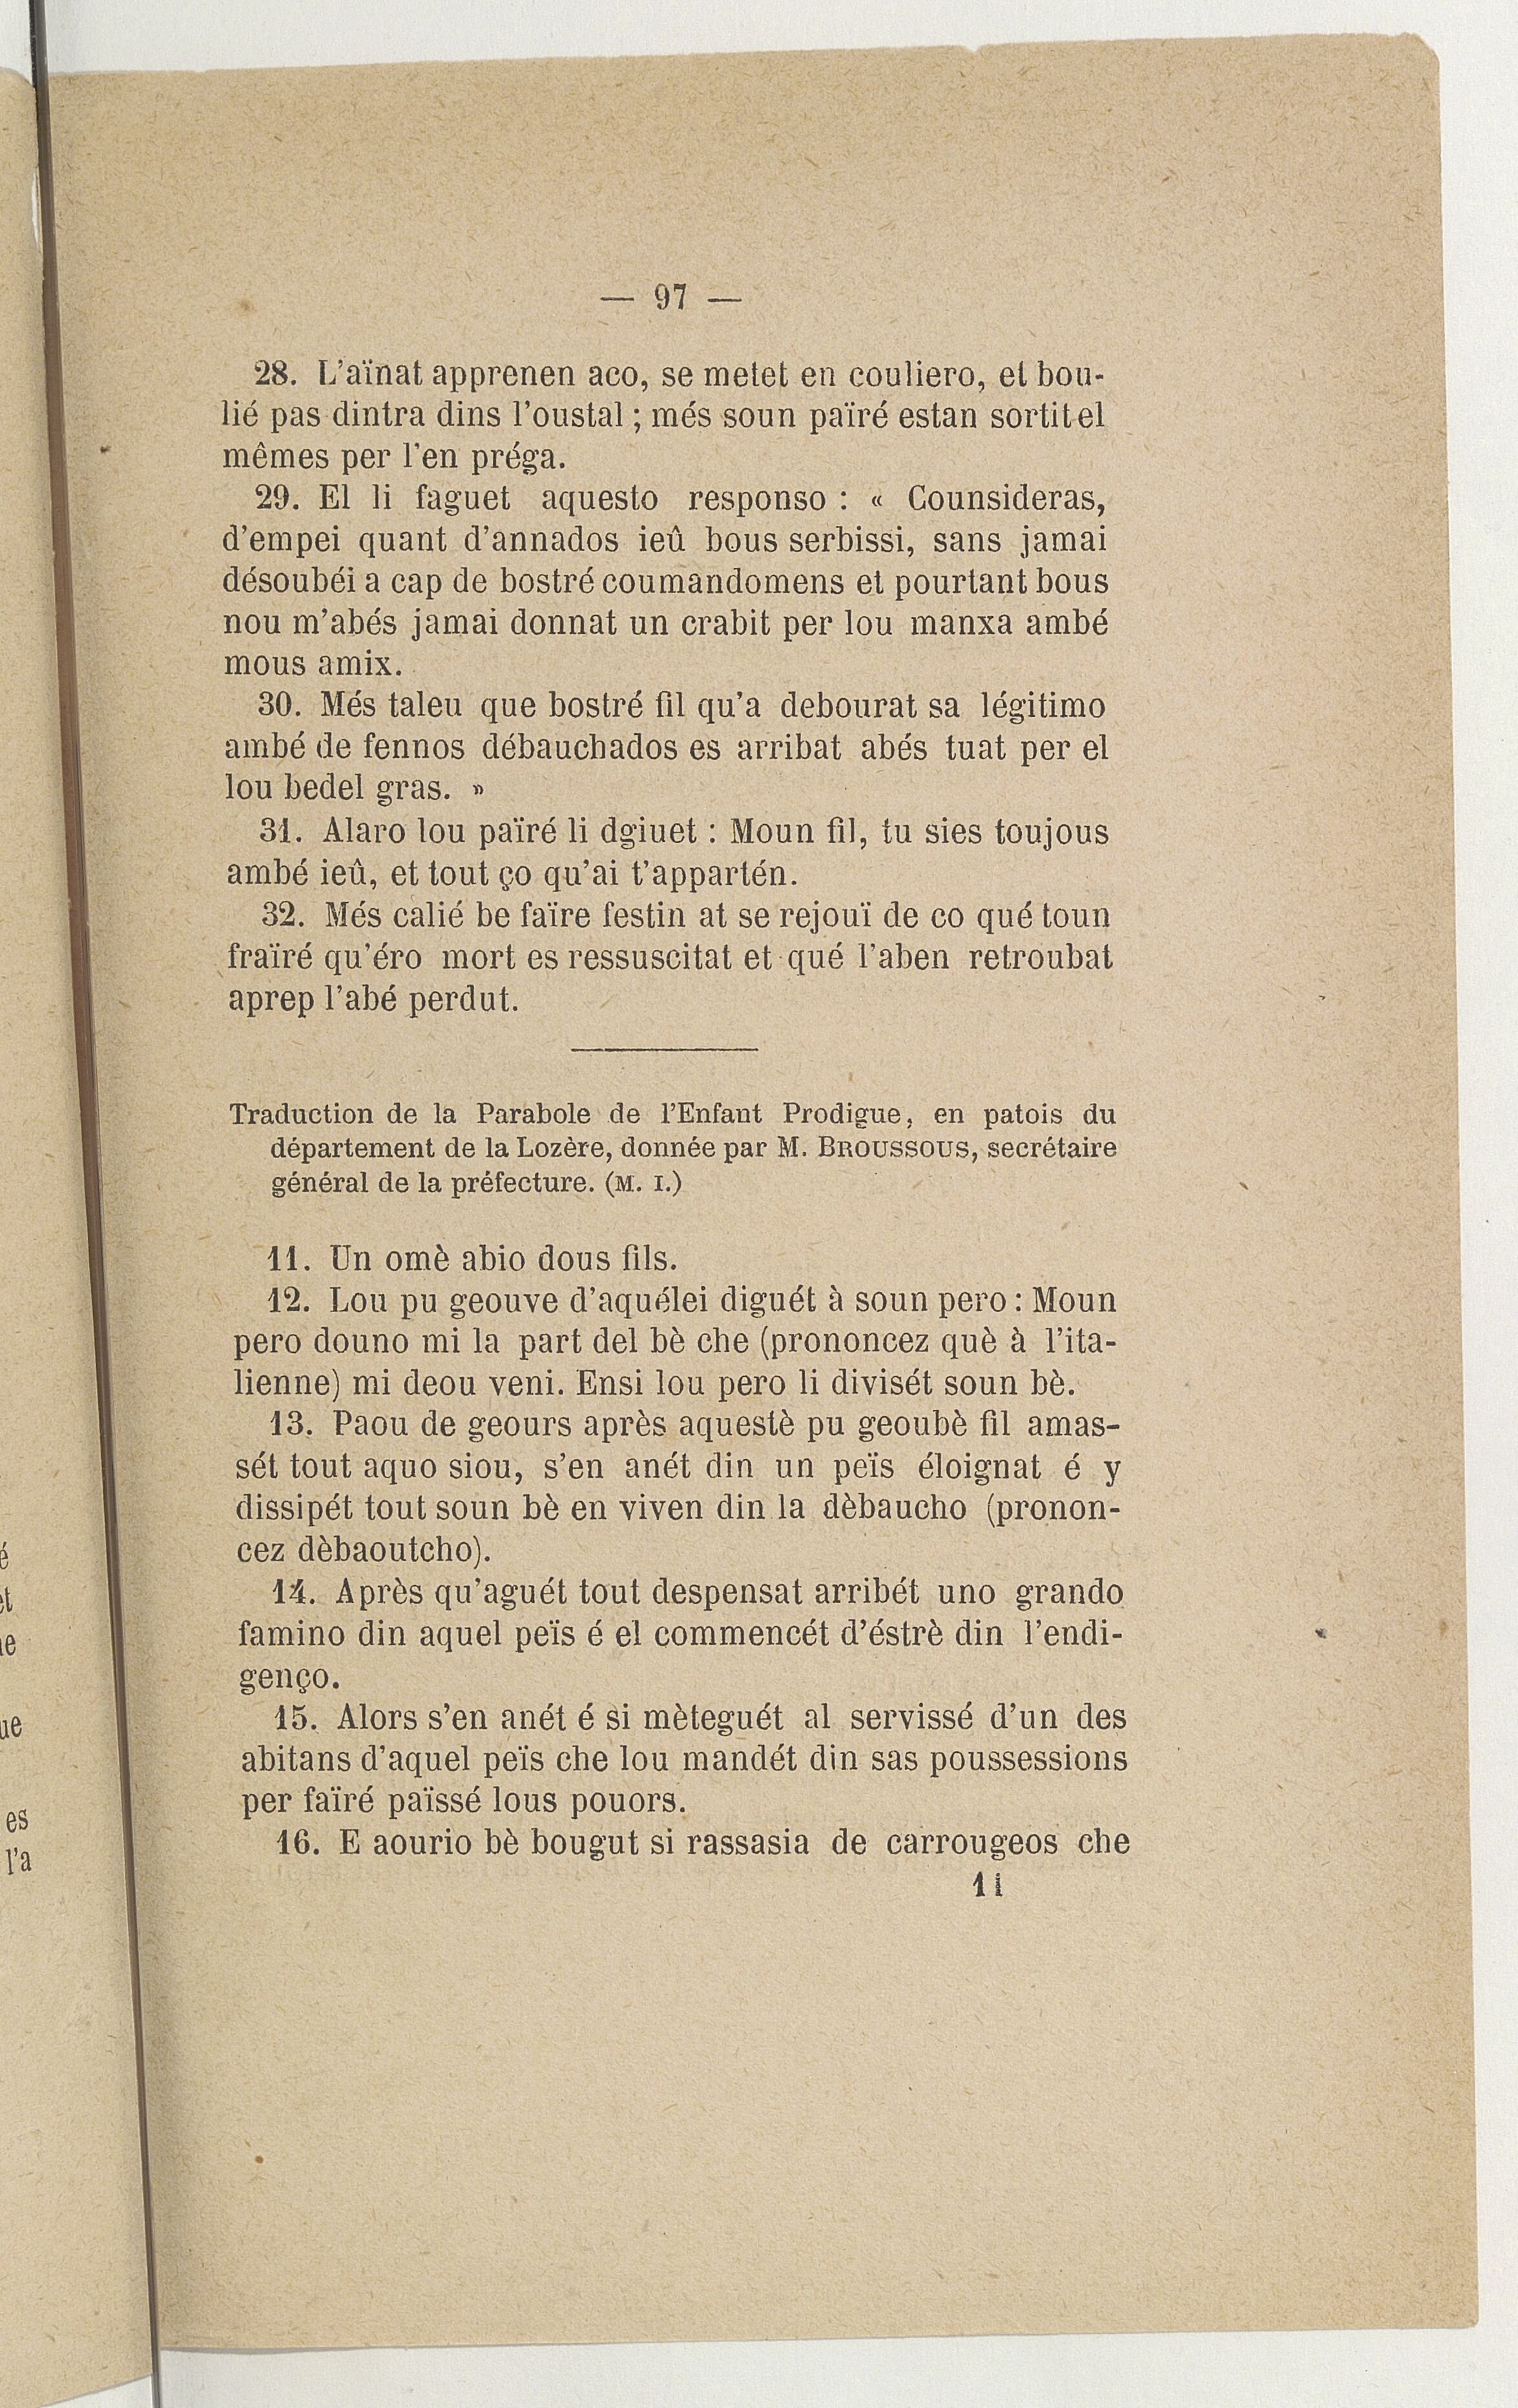 — 97 —
28. L'aïnat apprenen aco, se metet en couliero, et bou-
lié pas dintra dins l'oustal ; més soun païré estan sortit el
mêmes per l'en préga.
29. El li faguet aquesto responso : « Counsideras,
d'empei quant d'annados ieû bous serbissi, sans jamai
désoubéi a cap de bostré coumandomens et pourtant bous
nou m'abés jamai donnat un crabit per lou manxa ambé
mous amix.
30. Més taleu que bostré fil qu'a debourat sa légitimo
ambé de fennos débauchados es arribat abés tuat per el
lou bedel gras. »
31. Alaro lou païré li dgiuet : Moun fil, tu sies toujous
ambé ieû, et tout ço qu'ai t'appartén.
32. Més calié be faïre festin at se rejouï de co qué toun
fraïré qu'éro mort es ressuscitat et qué l'aben retroubat
aprep l'abé perdut.
Traduction de la Parabole de l'Enfant Prodigue, en patois du
département de la Lozère, donnée par M. BROUSSOUS, secrétaire
général de la préfecture. (M. I.)
11. Un omè abio dous fils.
12. Lou pu geouve d'aquélei diguét à soun pero : Moun
pero douno mi la part del bè che (prononcez què à l'ita-
lienne) mi deou veni. Ensi lou pero li divisét soun bè.
13. Paou de geours après aquestè pu geoubè fil amas-
sét tout aquo siou, s'en anét din un peïs éloignat é y
dissipét tout soun bè en viven din la dèbaucho (pronon-
cez dèbaoutcho).
14. Après qu'aguét tout despensat arribét uno grando
famino din aquel peïs é el commencét d'éstrè din l'endi-
genço.
15. Alors s'en anét é si mèteguét al servissé d'un des
abitans d'aquel peïs che lou mandét din sas poussessions
per faïré païssé lous pouors.
16. E aourio bè bougut si rassasia de carrougeos che
11
é
et
ue
es
l'a